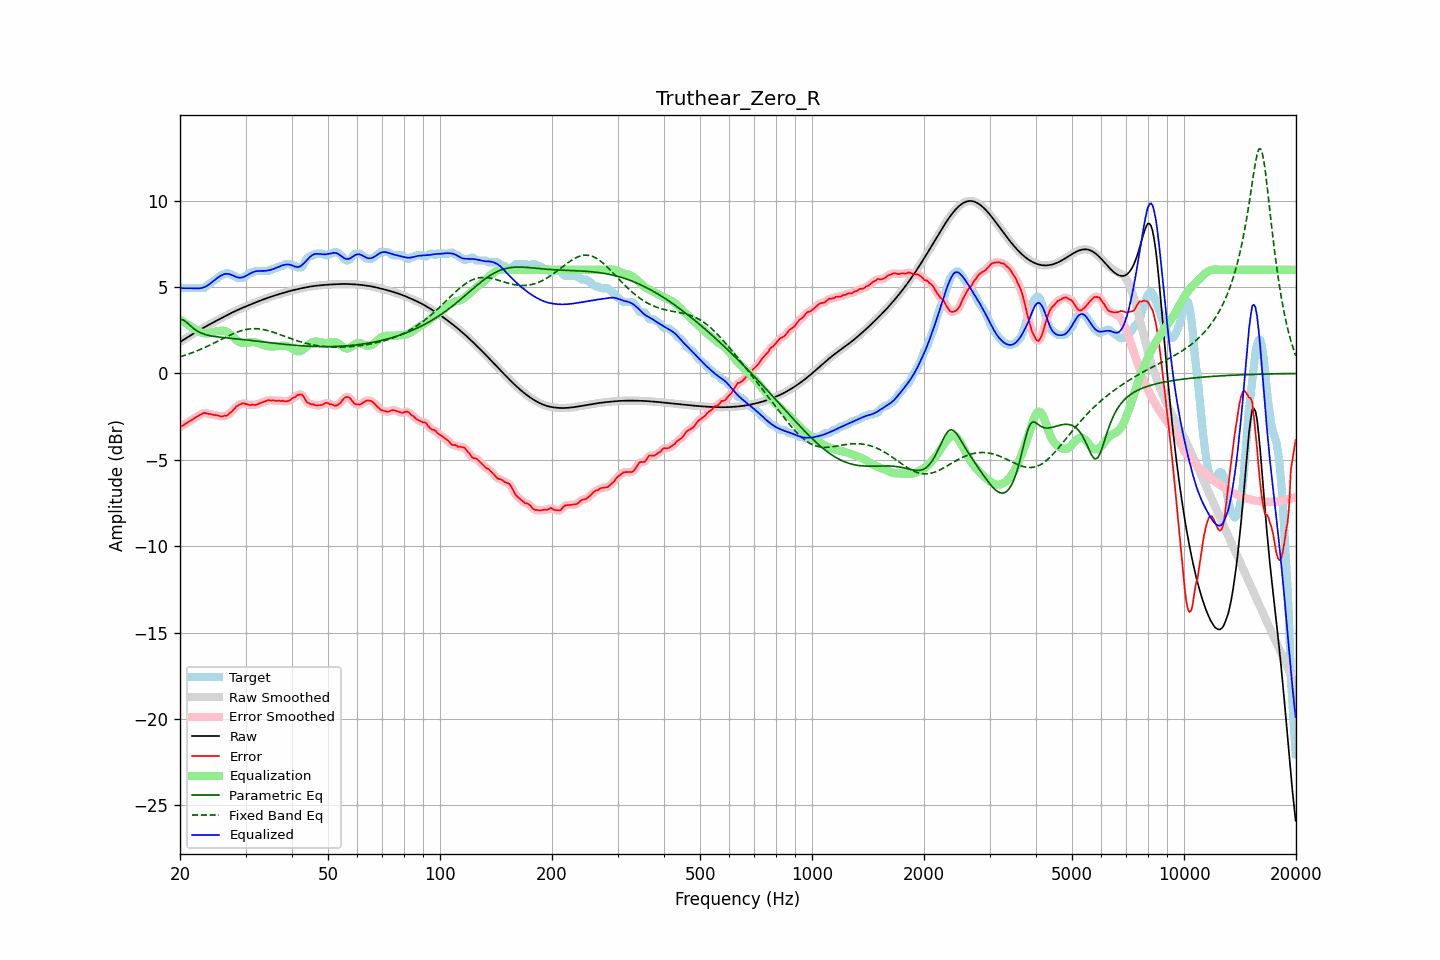 Truthear_Zero_R
Amplitude (dBr)
10
5
0
−5
−10
−15
−20
−25
Target
Raw Smoothed
Error Smoothed
Raw
Error
Equalization
Parametric Eq
Fixed Band Eq
Equalized
20 50 100 200 500 1000 2000 5000 10000 20000
Frequency (Hz)